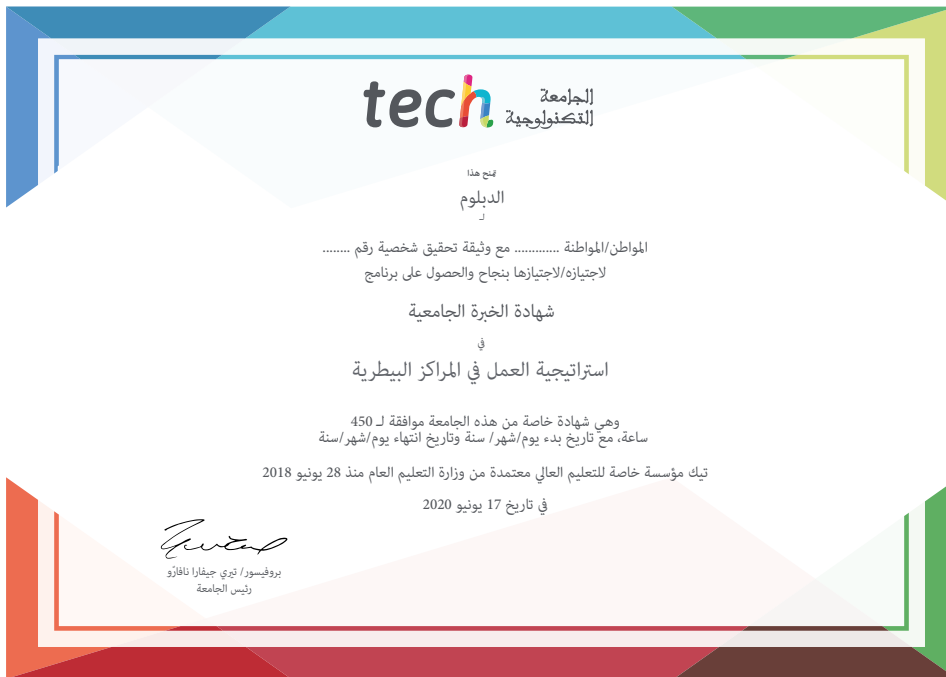 tech
الجامعة
التكنولوجية
يمنح هذا
الدبلوم
لـ
المواطن/المواطنة ............. مع وثيقة تحقيق شخصية رقم ........
لاجتيازه/لاجتيازها بنجاح والحصول على برنامج
شهادة الخبرة الجامعية
في
استراتيجية العمل في المراكز البيطرية
وهي شهادة خاصة من هذه الجامعة موافقة لـ 450
ساعة، مع تاريخ بدء يوم/شهر/ سنة وتاريخ انتهاء يوم/شهر/سنة
تيك مؤسسة خاصة للتعليم العالي معتمدة من وزارة التعليم العام منذ 28 يونيو 2018
في تاريخ 17 يونيو 2020
بروفيسور/ تيري جيفارا نافارّو
رئيس الجامعة